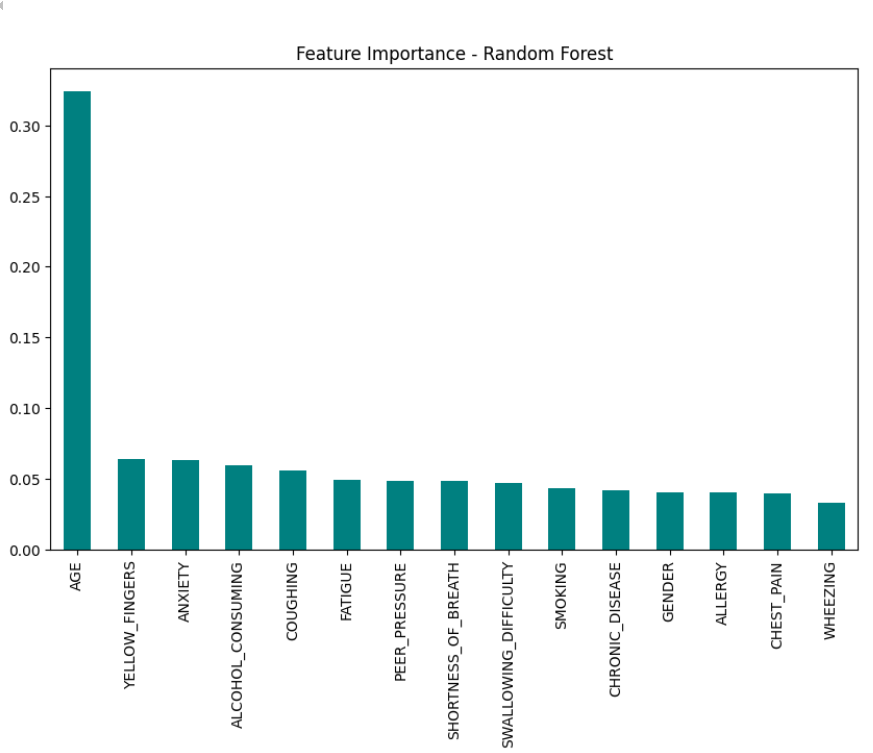 Feature Importance - Random Forest
0.30
0.25
0.20
0.15
0.10
0.05
0.00
AGE
YELLOW_FINGERS
ANXIETY
ALCOHOL_CONSUMING
COUGHING
FATIGUE
PEER_PRESSURE
SHORTNESS_OF_BREATH
SWALLOWING_DIFFICULTY
SMOKING
CHRONIC_DISEASE
GENDER
ALLERGY
CHEST_PAIN
WHEEZING